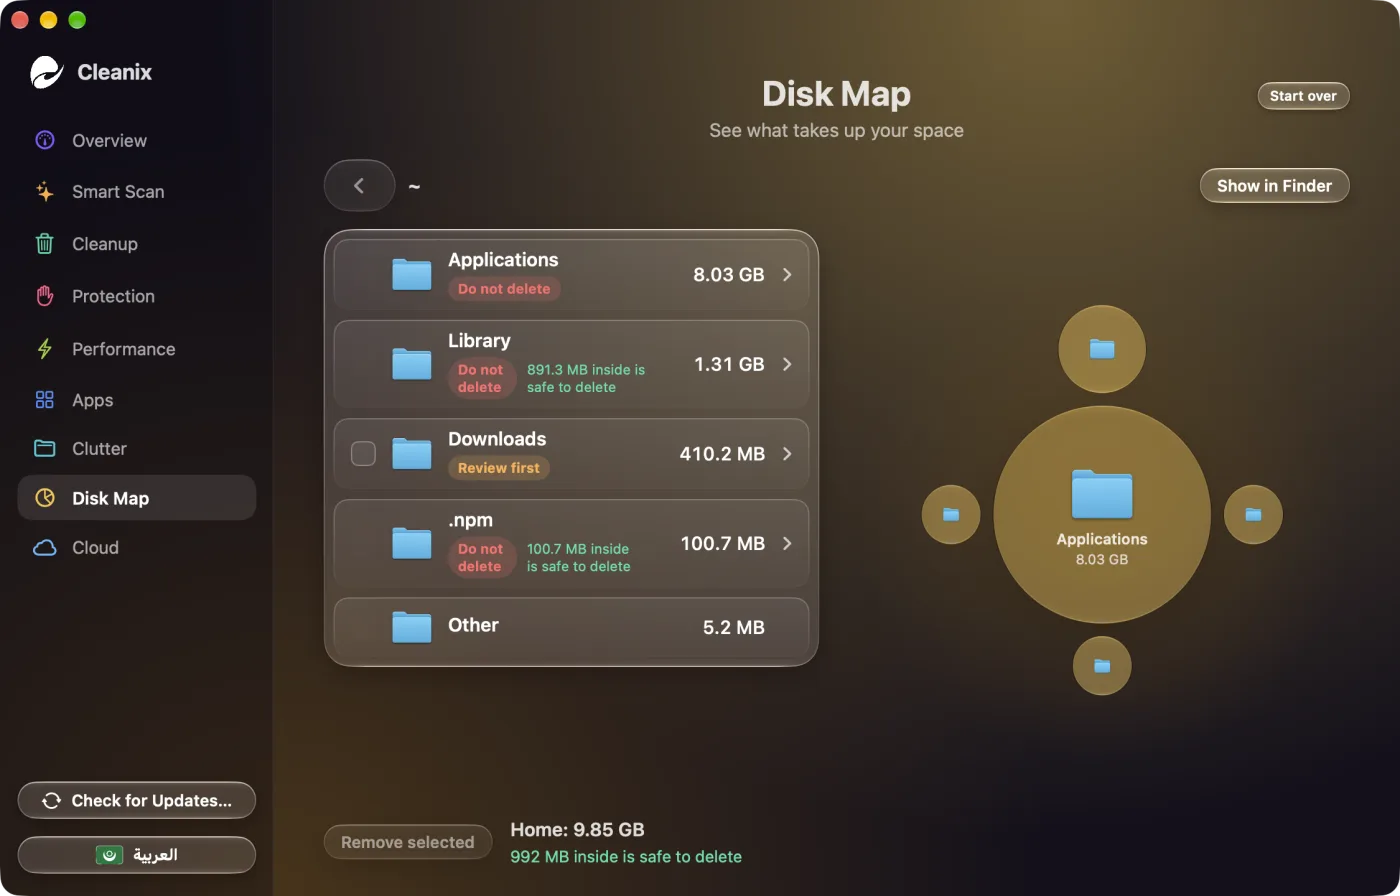 Cleanix
Overview
Smart Scan
Cleanup
Protection
Performance
Apps
Clutter
Disk Map
Cloud
Check for Updates...
العربية
Disk Map
See what takes up your space
Start over
~
Show in Finder
Applications
Do not delete
8.03 GB
Library
Do not
delete
891.3 MB inside is
safe to delete
1.31 GB
Downloads
Review first
410.2 MB
.npm
Do not
delete
100.7 MB inside
is safe to delete
100.7 MB
Other
5.2 MB
Applications
8.03 GB
Remove selected
Home: 9.85 GB
992 MB inside is safe to delete